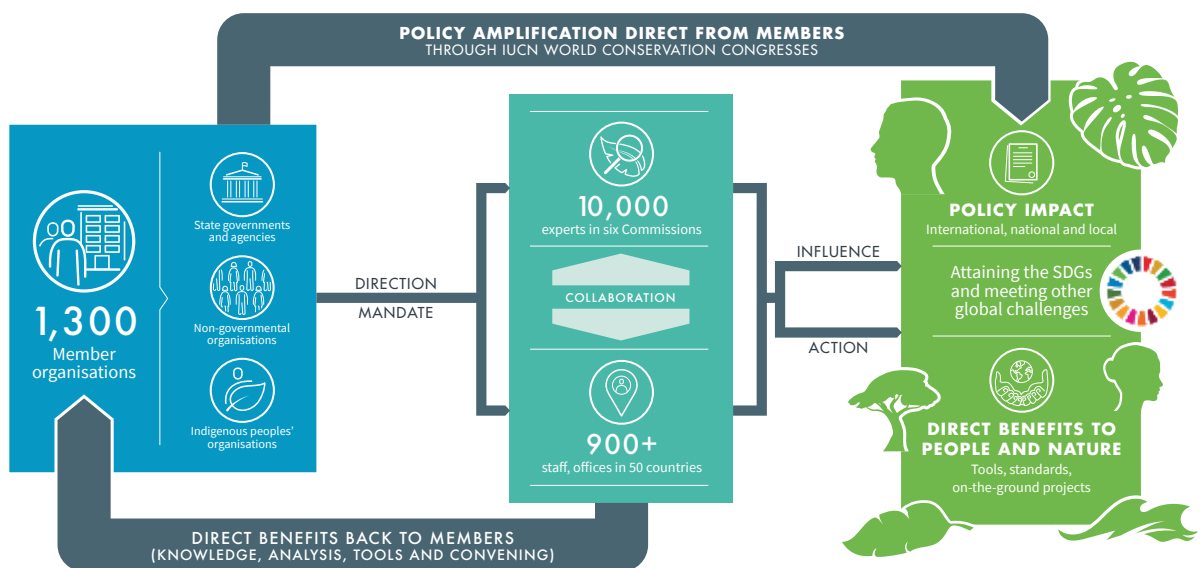 POLICY AMPLIFICATION DIRECT FROM MEMBERS
THROUGH IUCN WORLD CONSERVATION CONGRESSES
1,300
Member
organisations
State governments
and agencies
Non-governmental
organisations
Indigenous peoples'
organisations
DIRECTION
MANDATE
10,000
experts in six Commissions
COLLABORATION
900+
staff, offices in 50 countries
INFLUENCE
ACTION
POLICY IMPACT
International, national and local
Attaining the SDGs
and meeting other
global challenges
DIRECT BENEFITS TO
PEOPLE AND NATURE
Tools, standards,
on-the-ground projects
DIRECT BENEFITS BACK TO MEMBERS
(KNOWLEDGE, ANALYSIS, TOOLS AND CONVENING)